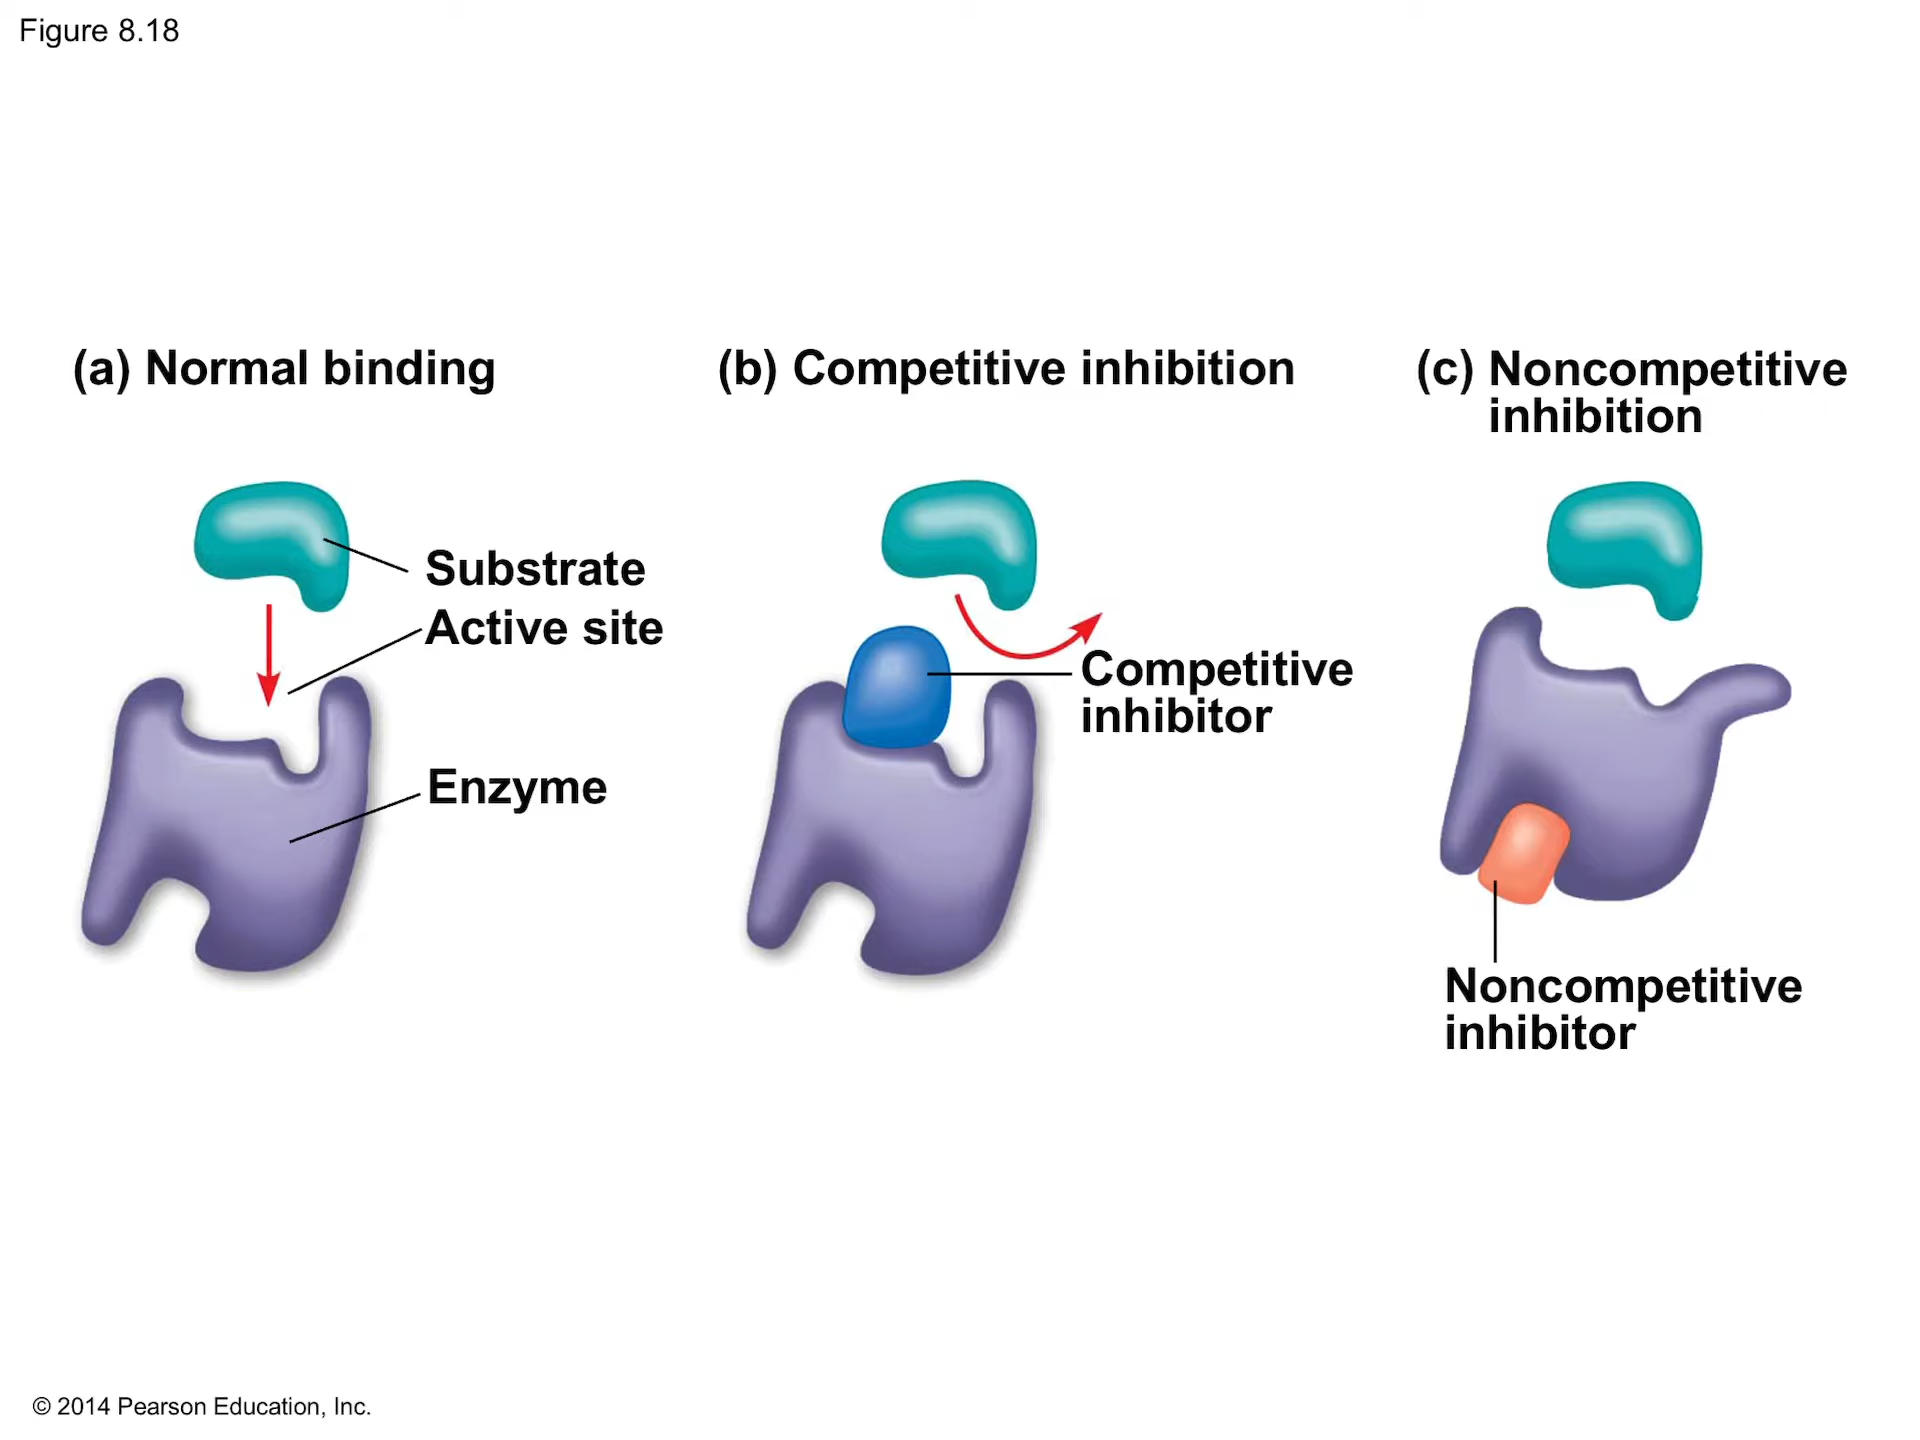 Figure 8.18
(a) Normal binding
(b) Competitive inhibition
(c) Noncompetitive
inhibition
Substrate
Active site
Enzyme
Competitive
inhibitor
Noncompetitive
inhibitor
© 2014 Pearson Education, Inc.